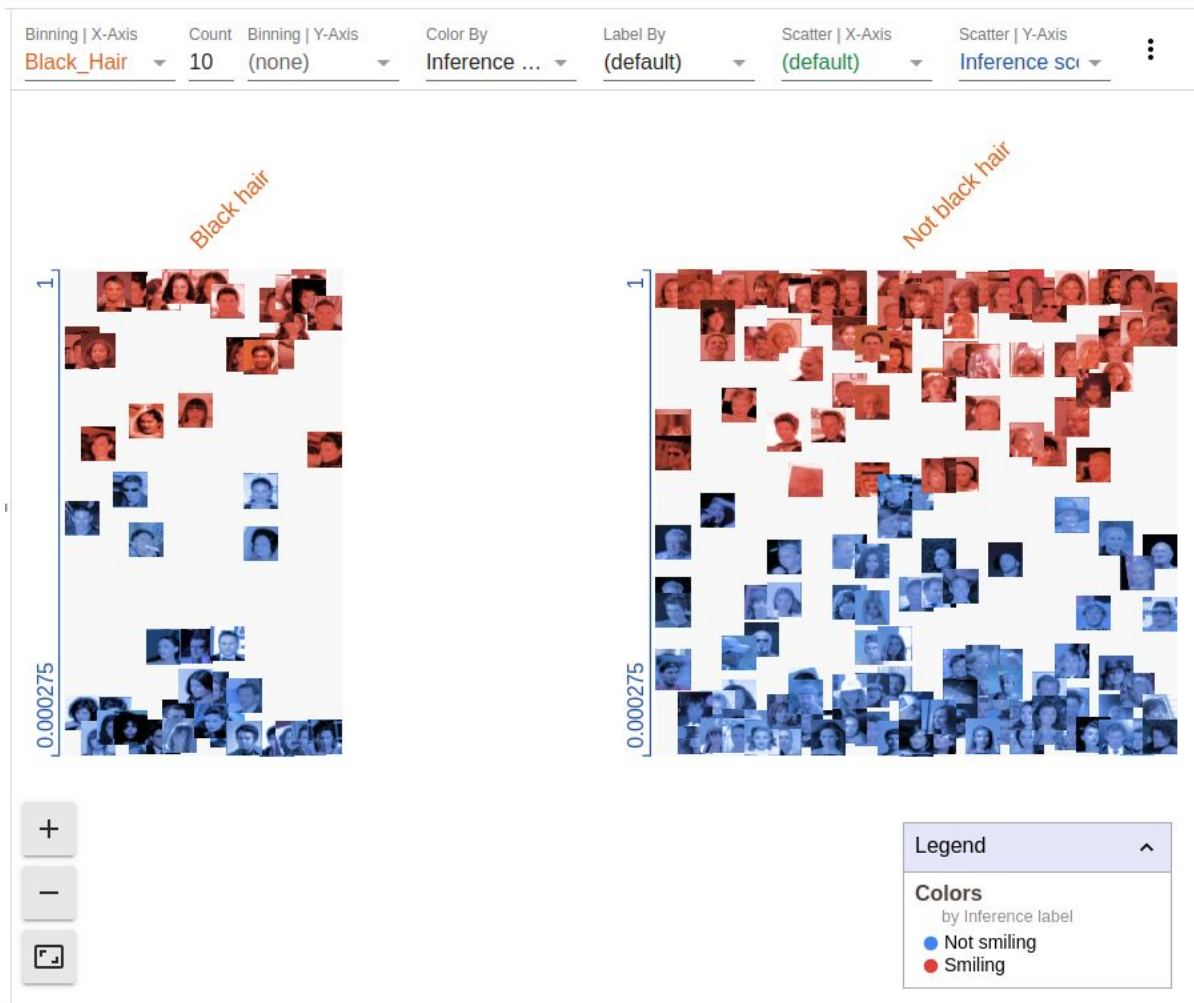 Binning | X-Axis Count Binning | Y-Axis Color By Label By Scatter | X-Axis Scatter | Y-Axis
Black_Hair 10 (none) Inference ... (default) (default) Inference sc
Black hair
Not black hair
1
0.000275
1
0.000275
Legend
Colors
by Inference label
Not smiling
Smiling